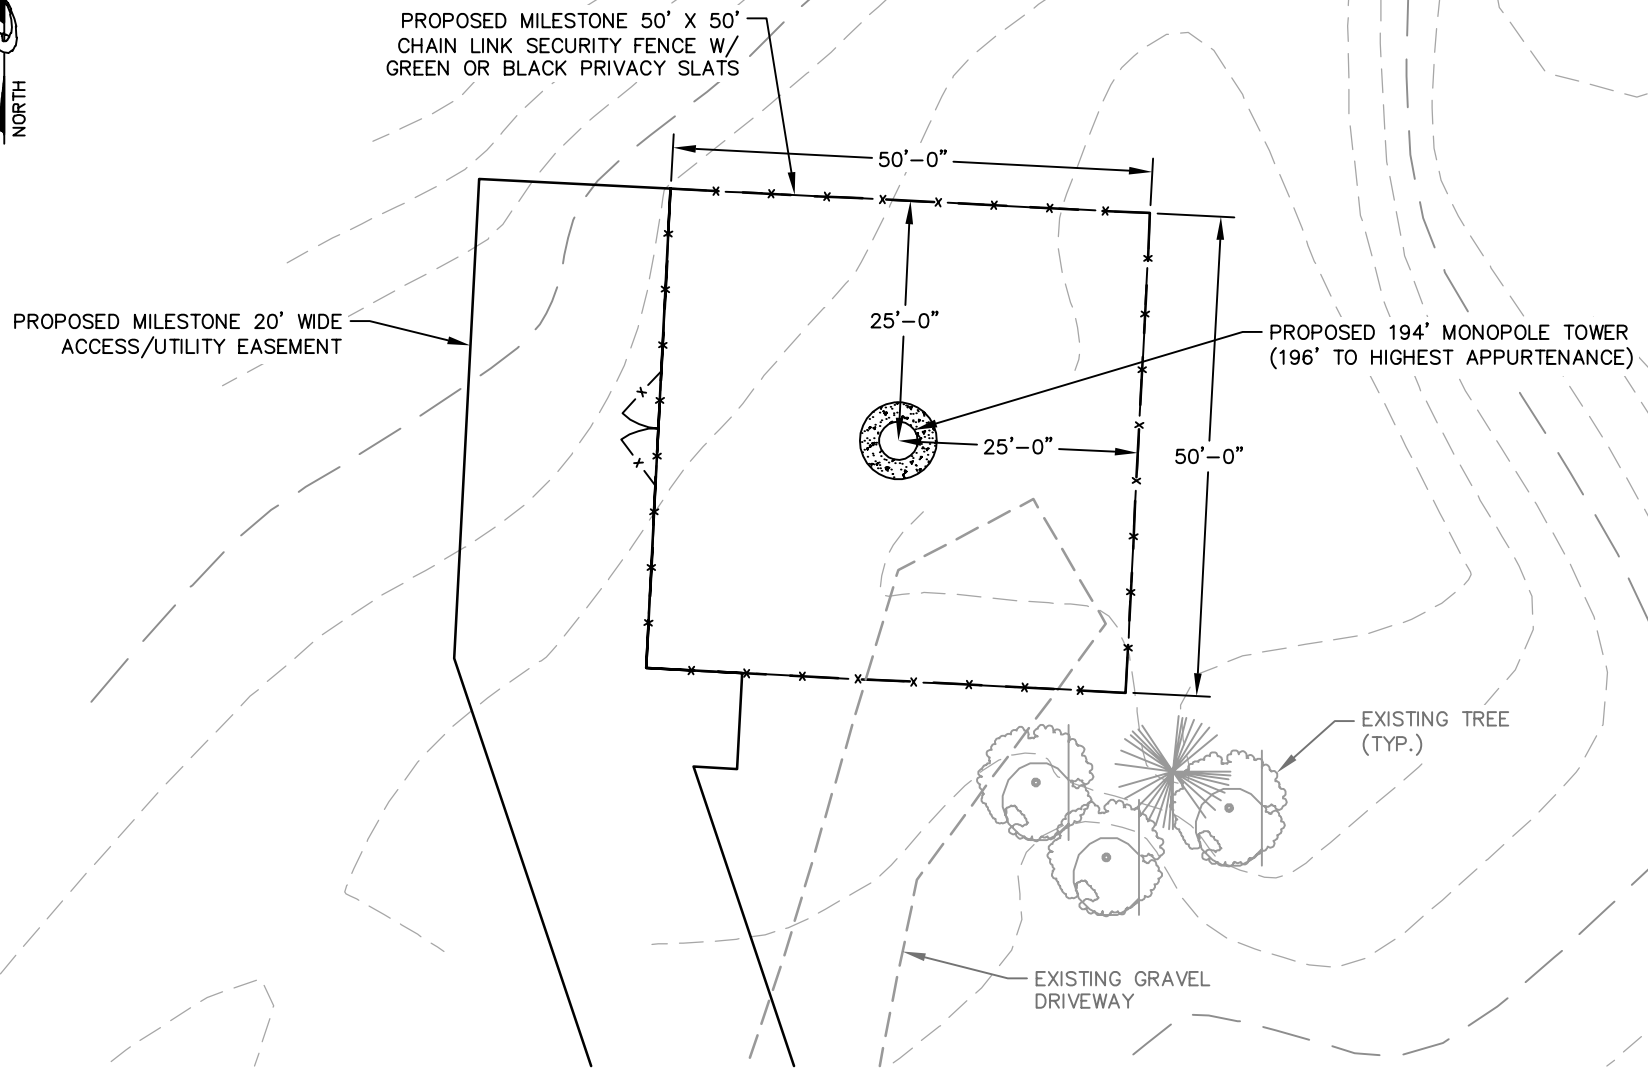 PROPOSED MILESTONE 50' X 50'
CHAIN LINK SECURITY FENCE W/
GREEN OR BLACK PRIVACY SLATS
NORTH
50'-0"
25'-0"
PROPOSED MILESTONE 20' WIDE
ACCESS/UTILITY EASEMENT
PROPOSED 194' MONOPOLE TOWER
(196' TO HIGHEST APPURTENANCE)
25'-0"
50'-0"
EXISTING TREE
(TYP.)
EXISTING GRAVEL
DRIVEWAY